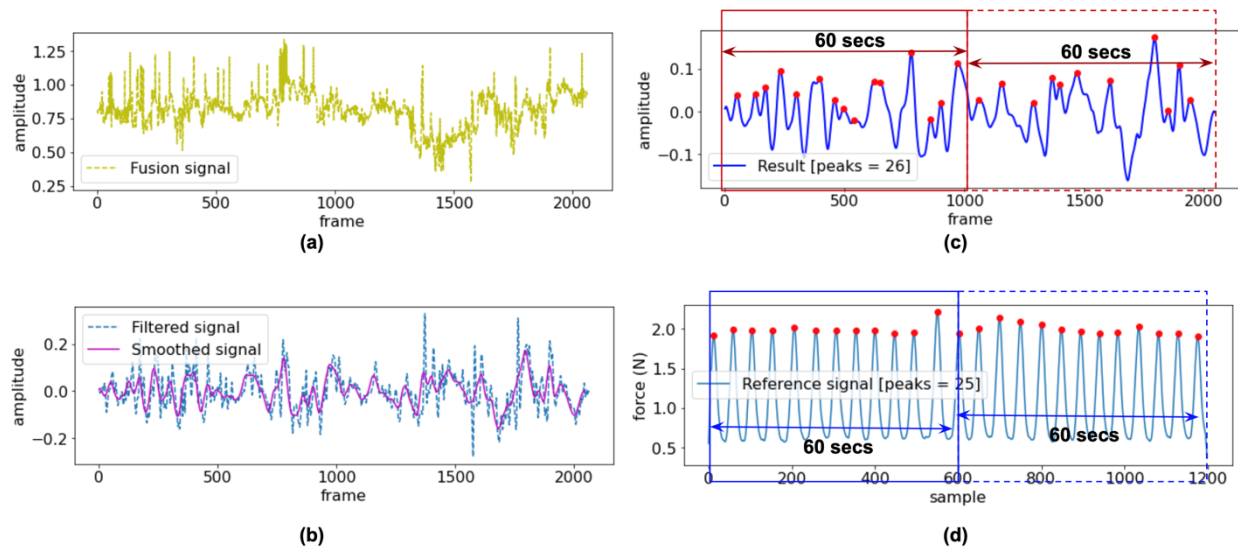 1.25
1.00
0.75
0.50
0.25
amplitude
Fusion signal
0 500 1000 1500 2000
frame
(a)
60 secs
60 secs
0.1
0.0
−0.1
amplitude
Result [peaks = 26]
0 500 1000 1500 2000
frame
(c)
0.2
0.0
−0.2
amplitude
Filtered signal
Smoothed signal
0 500 1000 1500 2000
frame
(b)
2.0
1.5
1.0
0.5
force (N)
Reference signal [peaks = 25]
60 secs
60 secs
0 200 400 600 800 1000 1200
sample
(d)